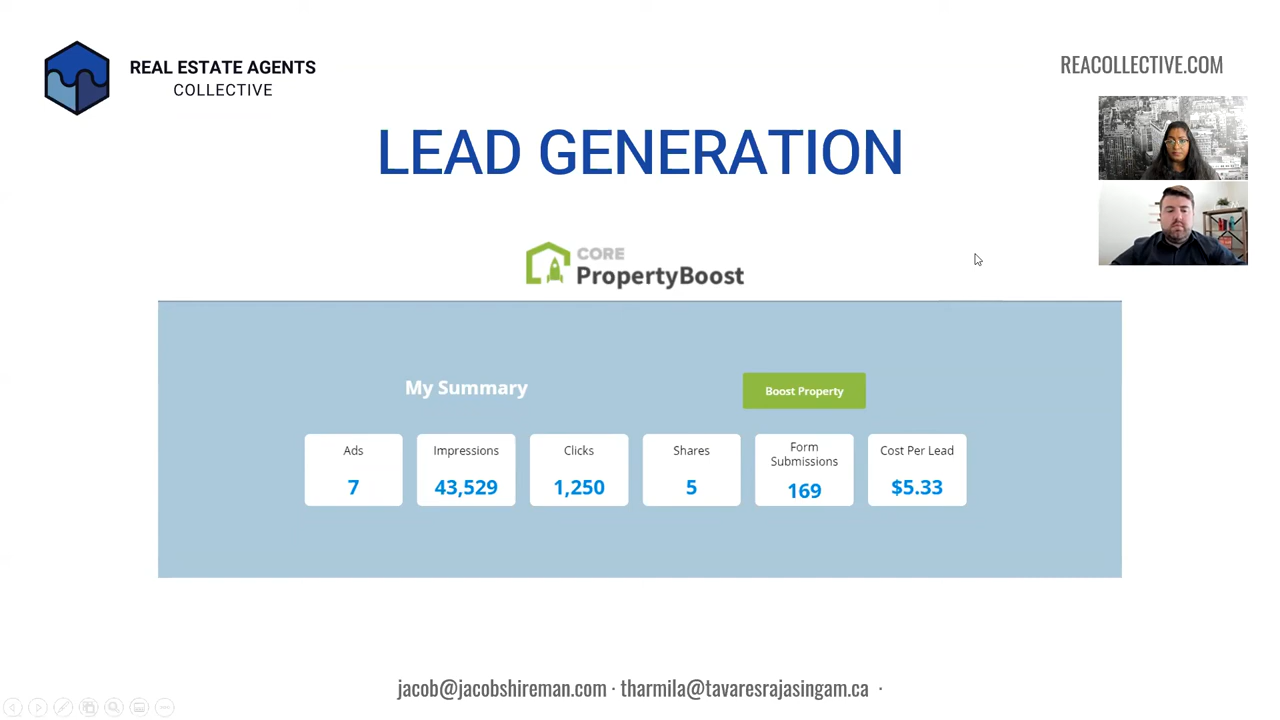 REAL ESTATE AGENTS
COLLECTIVE
REACOLLECTIVE.COM
LEAD GENERATION
CORE
PropertyBoost
My Summary
Boost Property
Ads
7
Impressions
43,529
Clicks
1,250
Shares
5
Form
Submissions
169
Cost Per Lead
$5.33
jacob@jacobshireman.com · tharmila@tavaresrajasingam.ca ·